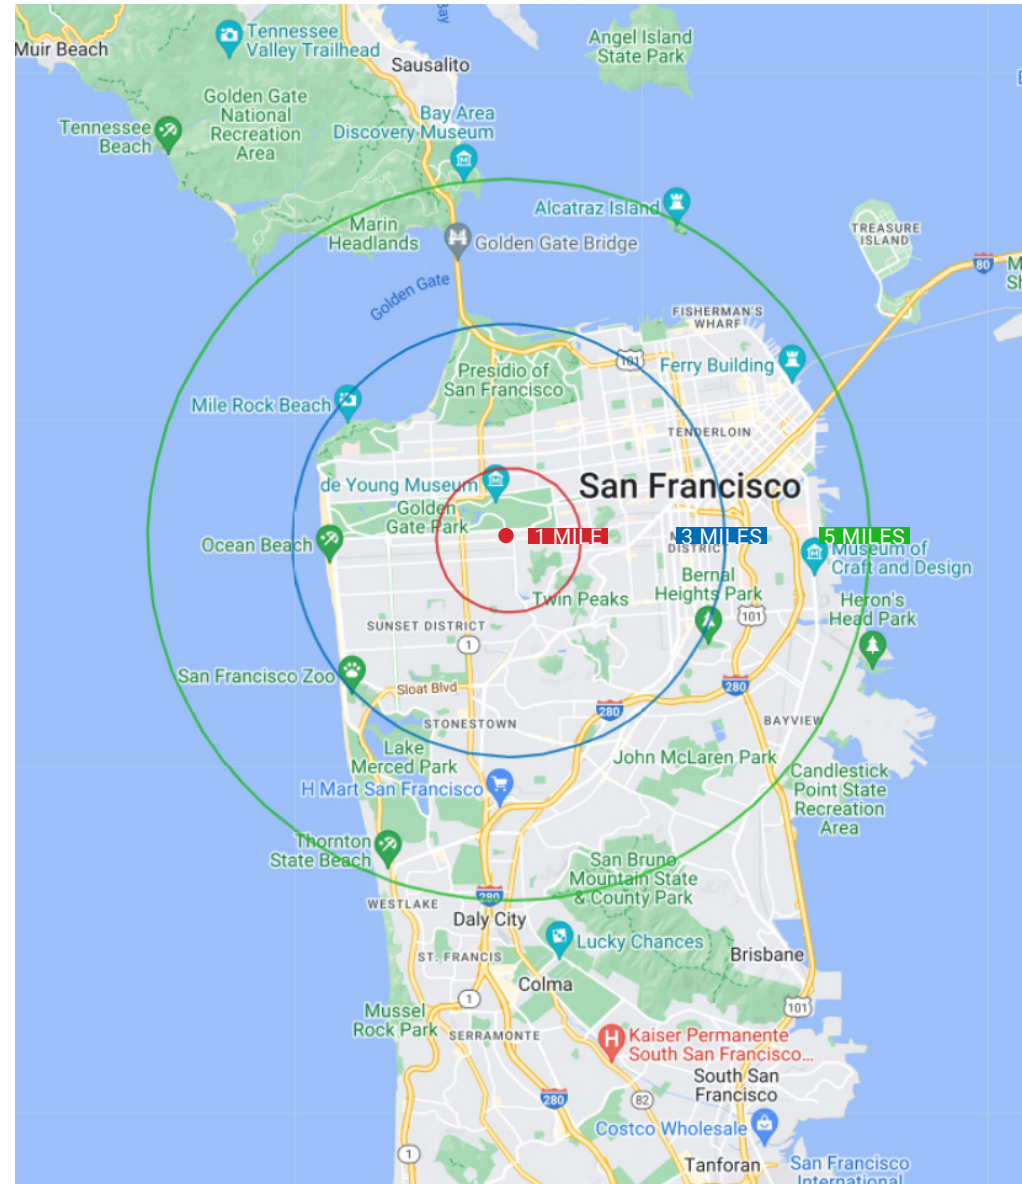 Bay
Tennessee
Valley Trailhead
Muir Beach
Angel Island
State Park
Sausalito
Golden Gate
National
Recreation
Area
Bay Area
Discovery Museum
Tennessee
Beach
Alcatraz Island
Marin
Headlands
Golden Gate Bridge
TREASURE
ISLAND
80
Golden Gate
FISHERMAN'S
WHARF
101
Ferry Building
Presidio of
San Francisco
Mile Rock Beach
TENDERLOIN
San Francisco
de Young Museum
Golden
Gate Park
1 MILE
3 MILES
5 MILES
Ocean Beach
DISTRICT
Museum of
Craft and Design
Bernal
Heights Park
Twin Peaks
Heron's
Head Park
101
SUNSET DISTRICT
1
San Francisco Zoo
Sloat Blvd
280
280
STONESTOWN
BAYVIEW
Lake
Merced Park
John McLaren Park
H Mart San Francisco
Candlestick
Point State
Recreation
Area
Thornton
State Beach
San Bruno
Mountain State
& County Park
280
WESTLAKE
Daly City
Lucky Chances
ST. FRANCIS
Brisbane
Colma
1
101
Mussel
Rock Park
SERRAMONTE
Kaiser Permanente
South San Francisco...
South San
Francisco
280
82
Costco Wholesale
1
Tanforan
San Francisco
International